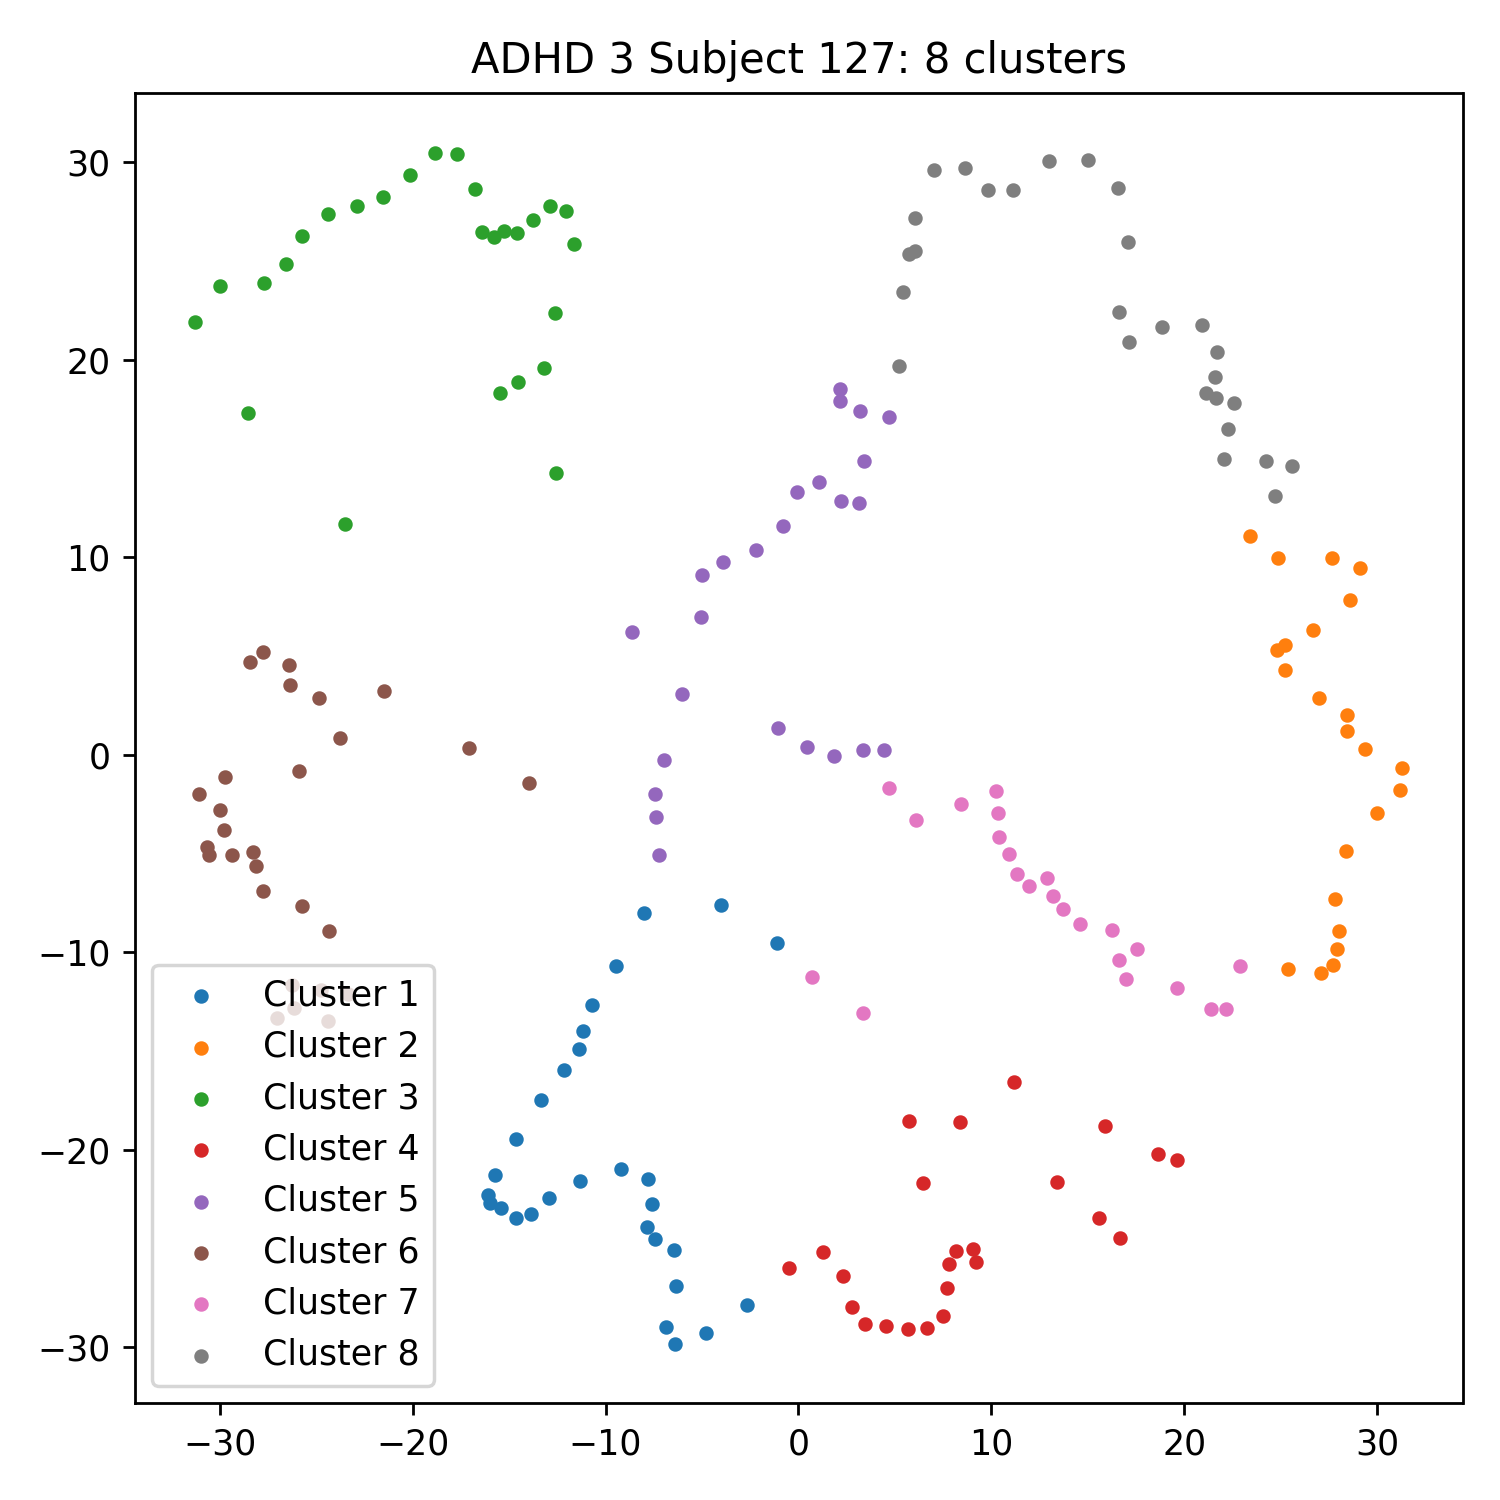 ADHD 3 Subject 127: 8 clusters
30
20
10
0
−10
−20
−30
Cluster 1
Cluster 2
Cluster 3
Cluster 4
Cluster 5
Cluster 6
Cluster 7
Cluster 8
−30 −20 −10 0 10 20 30